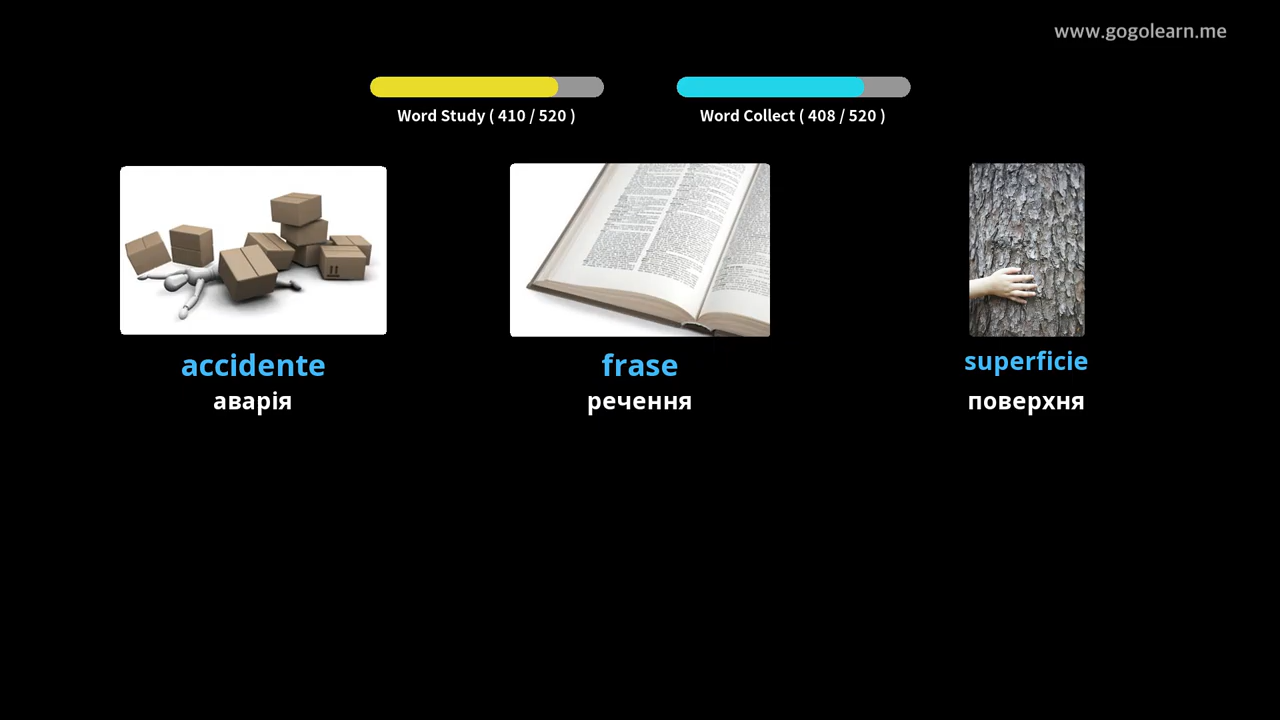 www.gogolearn.me
Word Study ( 410 / 520 )
Word Collect ( 408 / 520 )
accidente
аварія
frase
речення
superficie
поверхня